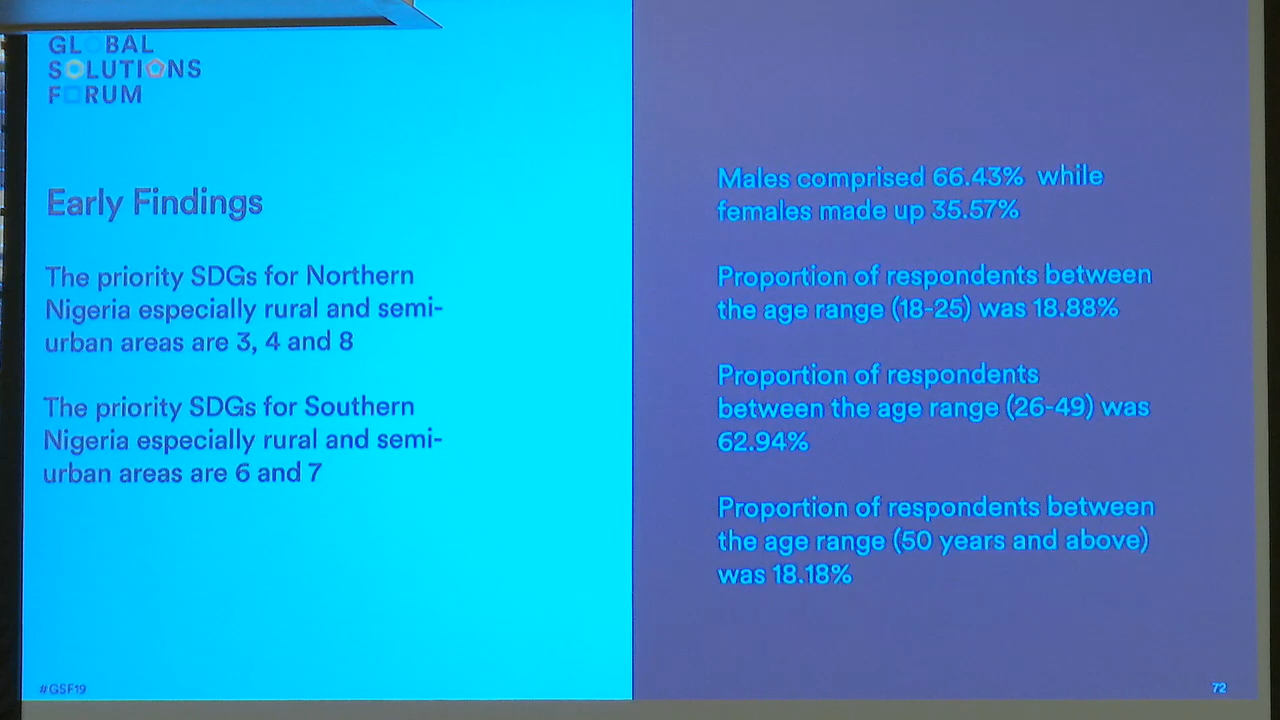 GLOBAL
SOLUTIONS
FORUM
Early Findings
The priority SDGs for Northern
Nigeria especially rural and semi-
urban areas are 3, 4 and 8
The priority SDGs for Southern
Nigeria especially rural and semi-
urban areas are 6 and 7
#GSF19
Males comprised 66.43% while
females made up 35.57%
Proportion of respondents between
the age range (18-25) was 18.88%
Proportion of respondents
between the age range (26-49) was
62.94%
Proportion of respondents between
the age range (50 years and above)
was 18.18%
72